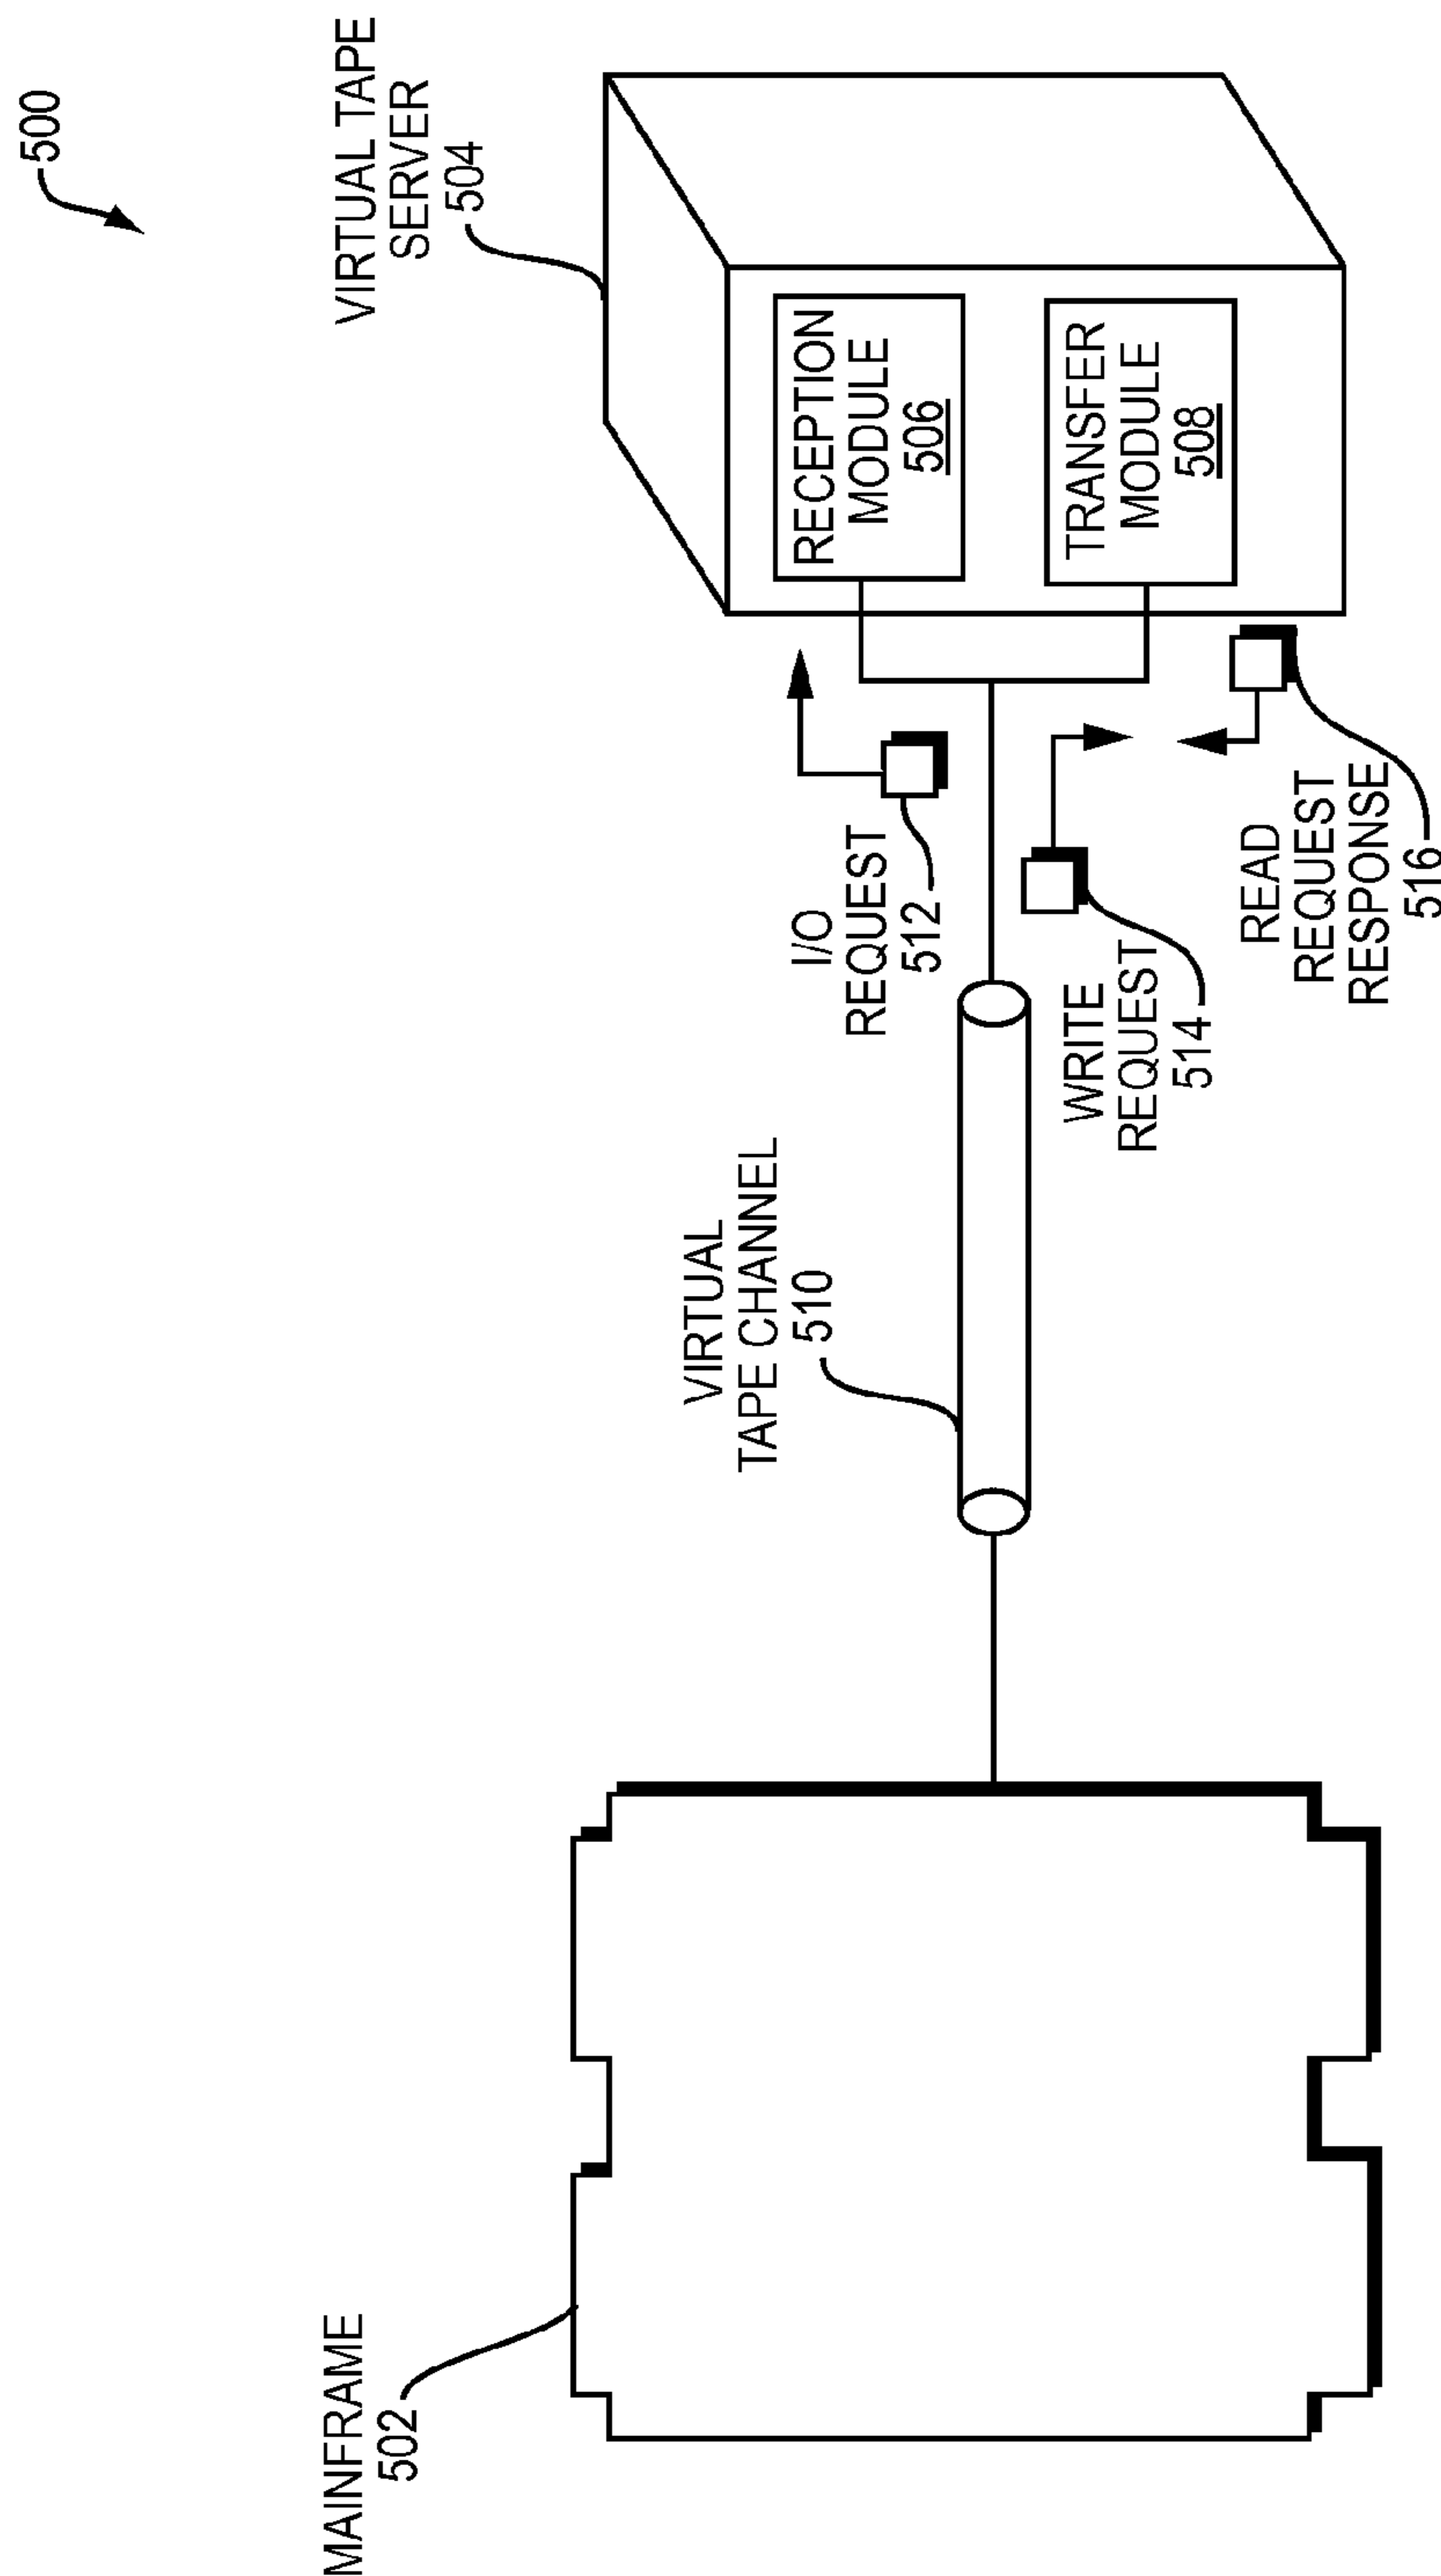 500
VIRTUAL TAPE
SERVER
504
MAINFRAME
502
VIRTUAL
TAPE CHANNEL
510
I/O
REQUEST
512
RECEPTION
MODULE
506
WRITE
REQUEST
514
TRANSFER
MODULE
508
READ
REQUEST
RESPONSE
516